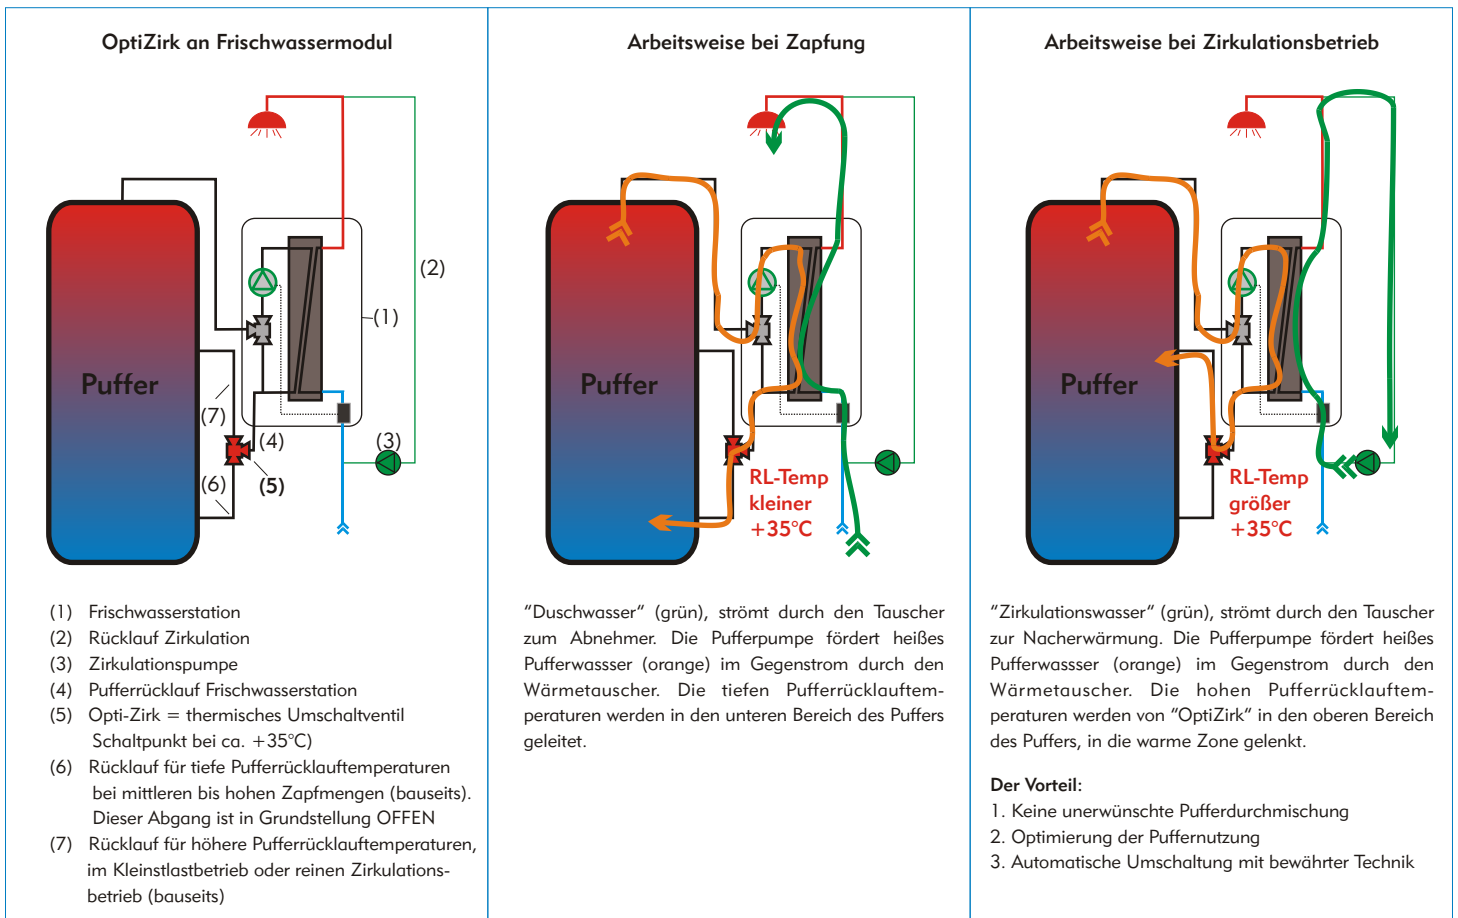 OptiZirk an Frischwassermodul
(2)
(1)
Puffer
(7)
(4)
(3)
(6)
(5)
(1) Frischwasserstation
(2) Rücklauf Zirkulation
(3) Zirkulationspumpe
(4) Pufferrücklauf Frischwasserstation
(5) Opti-Zirk = thermisches Umschaltventil
Schaltpunkt bei ca. +35°C)
(6) Rücklauf für tiefe Pufferrücklauftemperaturen
bei mittleren bis hohen Zapfmengen (bauseits).
Dieser Abgang ist in Grundstellung OFFEN
(7) Rücklauf für höhere Pufferrücklauftemperaturen,
im Kleinstlastbetrieb oder reinen Zirkulations-
betrieb (bauseits)
Arbeitsweise bei Zapfung
Puffer
RL-Temp
kleiner
+35°C
"Duschwasser" (grün), strömt durch den Tauscher
zum Abnehmer. Die Pufferpumpe fördert heißes
Pufferwassser (orange) im Gegenstrom durch den
Wärmetauscher. Die tiefen Pufferrücklauftem-
peraturen werden in den unteren Bereich des Puffers
geleitet.
Arbeitsweise bei Zirkulationsbetrieb
Puffer
RL-Temp
größer
+35°C
"Zirkulationswasser" (grün), strömt durch den Tauscher
zur Nacherwärmung. Die Pufferpumpe fördert heißes
Pufferwassser (orange) im Gegenstrom durch den
Wärmetauscher. Die hohen Pufferrücklauftem-
peraturen werden von "OptiZirk" in den oberen Bereich
des Puffers, in die warme Zone gelenkt.
Der Vorteil:
1. Keine unerwünschte Pufferdurchmischung
2. Optimierung der Puffernutzung
3. Automatische Umschaltung mit bewährter Technik